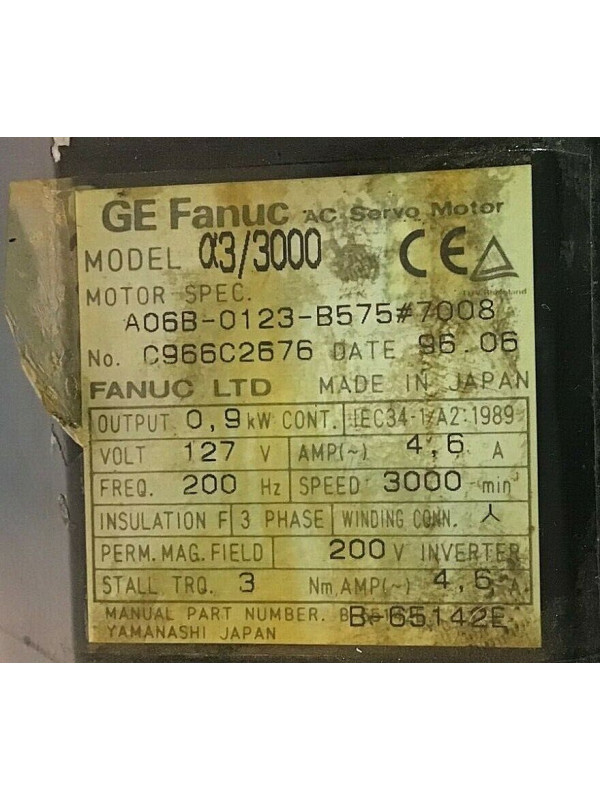 GE Fanuc AC Servo Motor
MODEL α3/3000 CE
MOTOR SPEC.
A06B-0123-B575#7008
No. C966C2676 DATE 96.06
FANUC LTD MADE IN JAPAN
OUTPUT 0,9 kW CONT. IEC34-1/A2:1989
VOLT 127 V AMP(~) 4,6 A
FREQ. 200 Hz SPEED 3000 min⁻¹
INSULATION F 3 PHASE WINDING CONN. 人
PERM.MAG.FIELD 200 V INVERTER
STALL TRQ. 3 Nm,AMP(~) 4,6 A
MANUAL PART NUMBER. B-65142E
YAMANASHI JAPAN